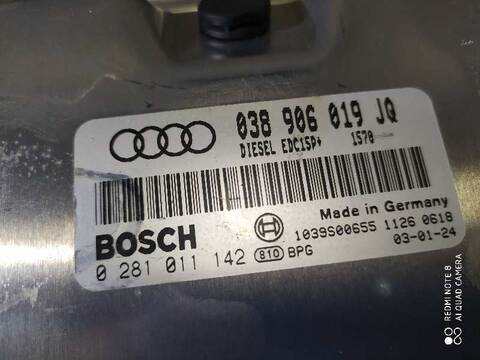 038 906 019 JQ
DIESEL EDC15P+ 1570
Made in Germany
BOSCH
1039S00655 1126 0618
0 281 011 142 810 BPG
03-01-24
REDMI NOTE 8
AI QUAD CAMERA